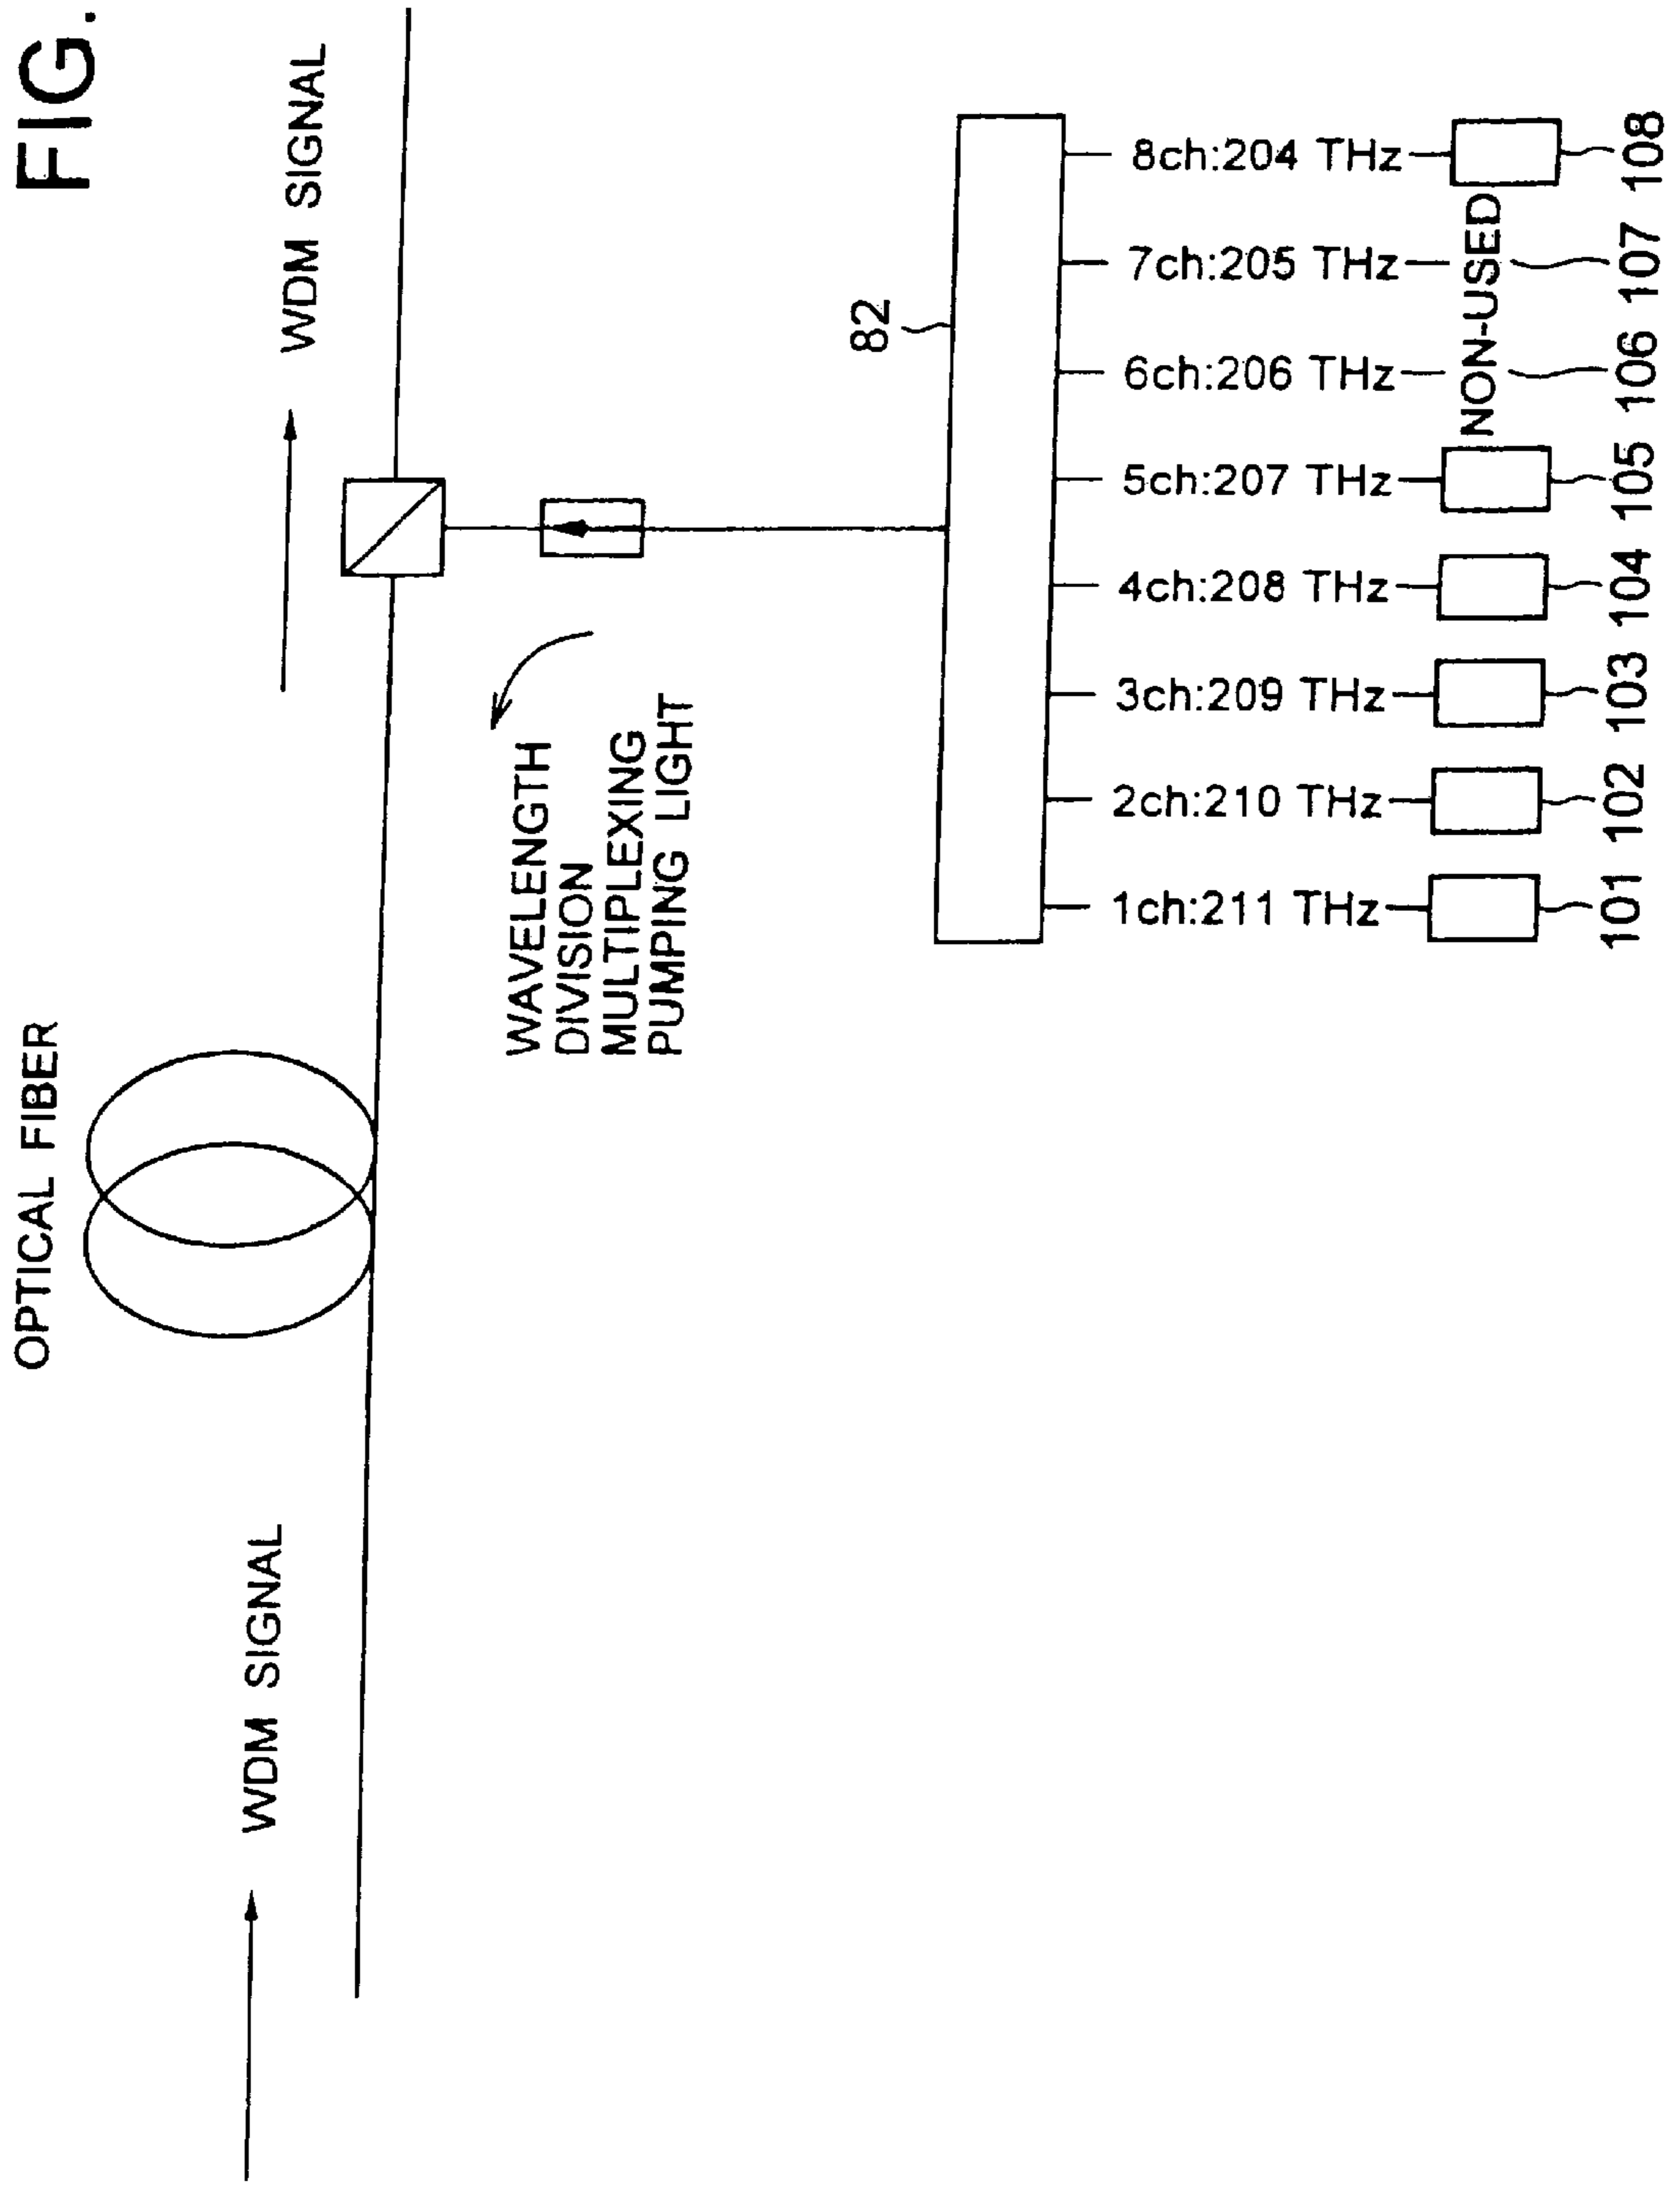 FIG.
OPTICAL FIBER
WDM SIGNAL
WDM SIGNAL
WAVELENGTH
DIVISION
MULTIPLEXING
PUMPING LIGHT
82
1ch:211 THz
2ch:210 THz
3ch:209 THz
4ch:208 THz
5ch:207 THz
6ch:206 THz
7ch:205 THz
8ch:204 THz
NON-USED
101
102
103
104
105
106
107
108